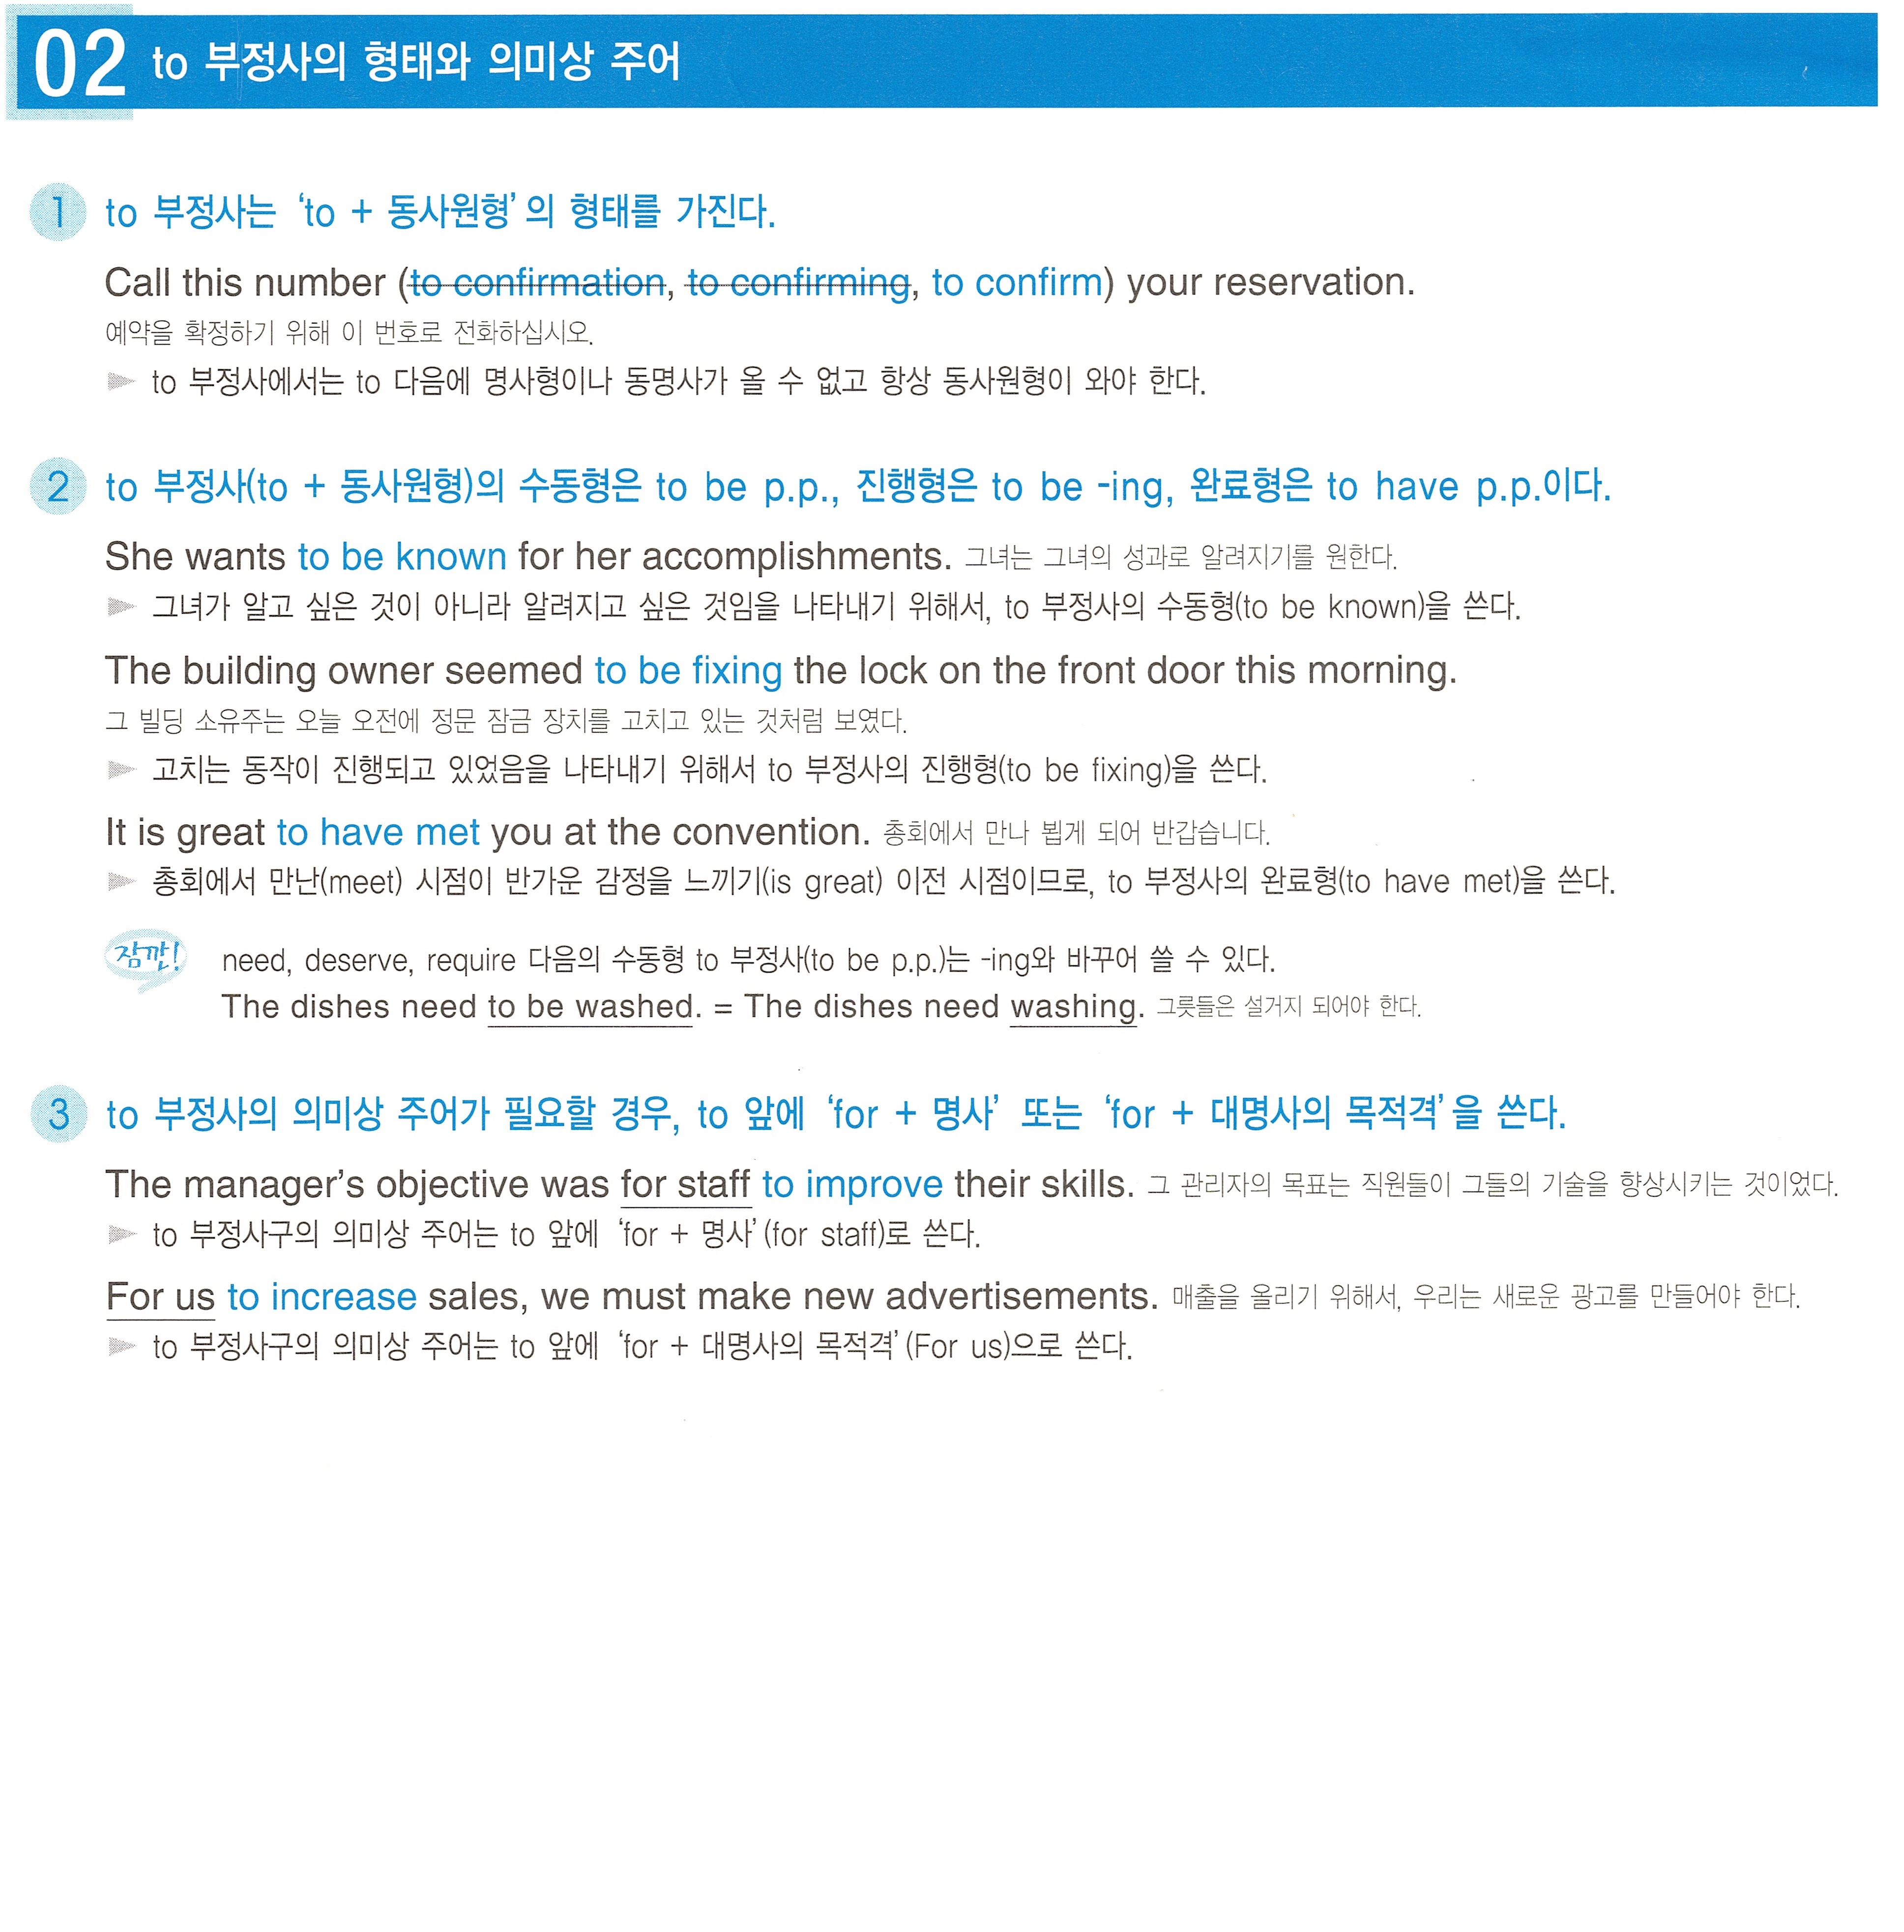 02 to 부정사의 형태와 의미상 주어
1 to 부정사는 ‘to + 동사원형’의 형태를 가진다.
Call this number (to confirmation, to confirming, to confirm) your reservation.
예약을 확정하기 위해 이 번호로 전화하십시오.
▶ to 부정사에서는 to 다음에 명사형이나 동명사가 올 수 없고 항상 동사원형이 와야 한다.
2 to 부정사(to + 동사원형)의 수동형은 to be p.p., 진행형은 to be -ing, 완료형은 to have p.p.이다.
She wants to be known for her accomplishments. 그녀는 그녀의 성과로 알려지기를 원한다.
▶ 그녀가 알고 싶은 것이 아니라 알려지고 싶은 것임을 나타내기 위해서, to 부정사의 수동형(to be known)을 쓴다.
The building owner seemed to be fixing the lock on the front door this morning.
그 빌딩 소유주는 오늘 오전에 정문 잠금 장치를 고치고 있는 것처럼 보였다.
▶ 고치는 동작이 진행되고 있었음을 나타내기 위해서 to 부정사의 진행형(to be fixing)을 쓴다.
It is great to have met you at the convention. 총회에서 만나 뵙게 되어 반갑습니다.
▶ 총회에서 만난(meet) 시점이 반가운 감정을 느끼기(is great) 이전 시점이므로, to 부정사의 완료형(to have met)을 쓴다.
잠깐! need, deserve, require 다음의 수동형 to 부정사(to be p.p.)는 -ing와 바꾸어 쓸 수 있다.
The dishes need to be washed. = The dishes need washing. 그릇들은 설거지 되어야 한다.
3 to 부정사의 의미상 주어가 필요할 경우, to 앞에 ‘for + 명사’ 또는 ‘for + 대명사의 목적격’을 쓴다.
The manager’s objective was for staff to improve their skills. 그 관리자의 목표는 직원들이 그들의 기술을 향상시키는 것이었다.
▶ to 부정사구의 의미상 주어는 to 앞에 ‘for + 명사’(for staff)로 쓴다.
For us to increase sales, we must make new advertisements. 매출을 올리기 위해서, 우리는 새로운 광고를 만들어야 한다.
▶ to 부정사구의 의미상 주어는 to 앞에 ‘for + 대명사의 목적격’(For us)으로 쓴다.